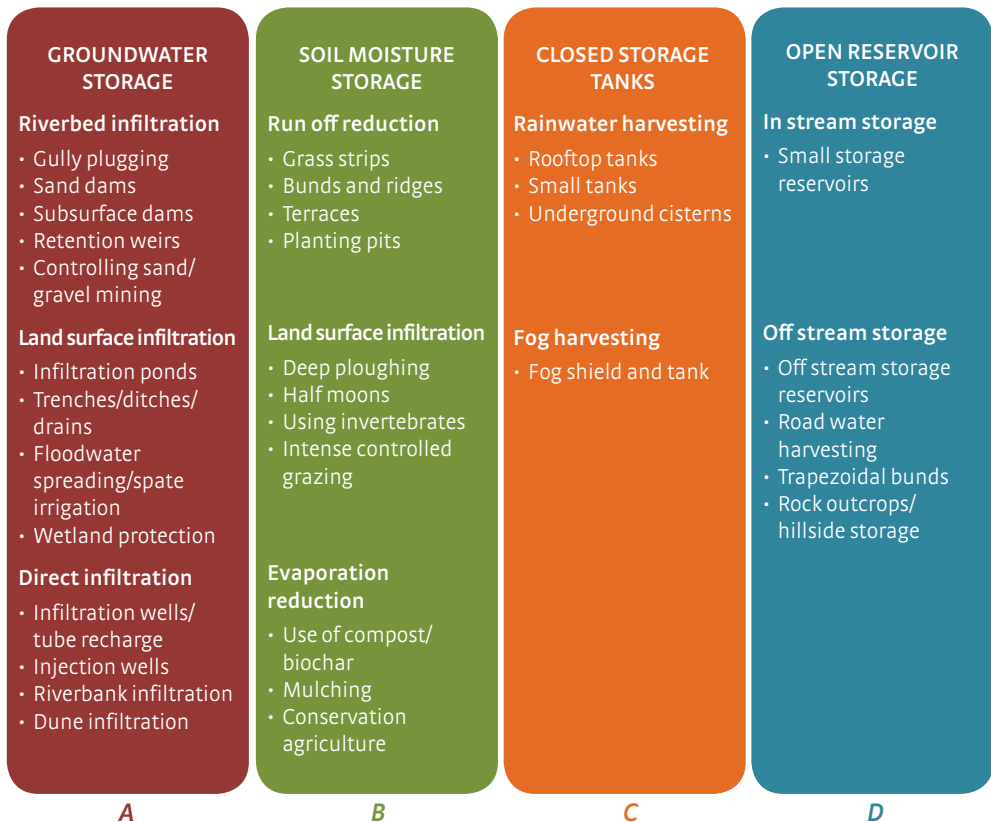 GROUNDWATER
STORAGE
Riverbed infiltration
• Gully plugging
• Sand dams
• Subsurface dams
• Retention weirs
• Controlling sand/
gravel mining
Land surface infiltration
• Infiltration ponds
• Trenches/ditches/
drains
• Floodwater
spreading/spate
irrigation
• Wetland protection
Direct infiltration
• Infiltration wells/
tube recharge
• Injection wells
• Riverbank infiltration
• Dune infiltration
A
SOIL MOISTURE
STORAGE
Run off reduction
• Grass strips
• Bunds and ridges
• Terraces
• Planting pits
Land surface infiltration
• Deep ploughing
• Half moons
• Using invertebrates
• Intense controlled
grazing
Evaporation
reduction
• Use of compost/
biochar
• Mulching
• Conservation
agriculture
B
CLOSED STORAGE
TANKS
Rainwater harvesting
• Rooftop tanks
• Small tanks
• Underground cisterns
Fog harvesting
• Fog shield and tank
C
OPEN RESERVOIR
STORAGE
In stream storage
• Small storage
reservoirs
Off stream storage
• Off stream storage
reservoirs
• Road water
harvesting
• Trapezoidal bunds
• Rock outcrops/
hillside storage
D